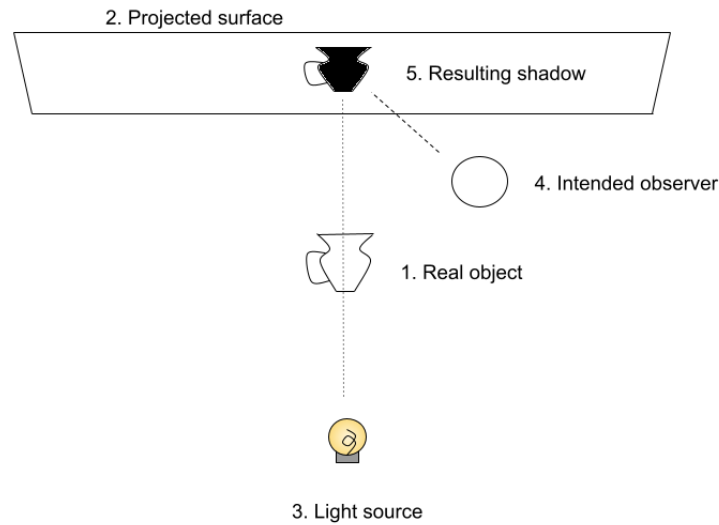 2. Projected surface
5. Resulting shadow
4. Intended observer
1. Real object
3. Light source